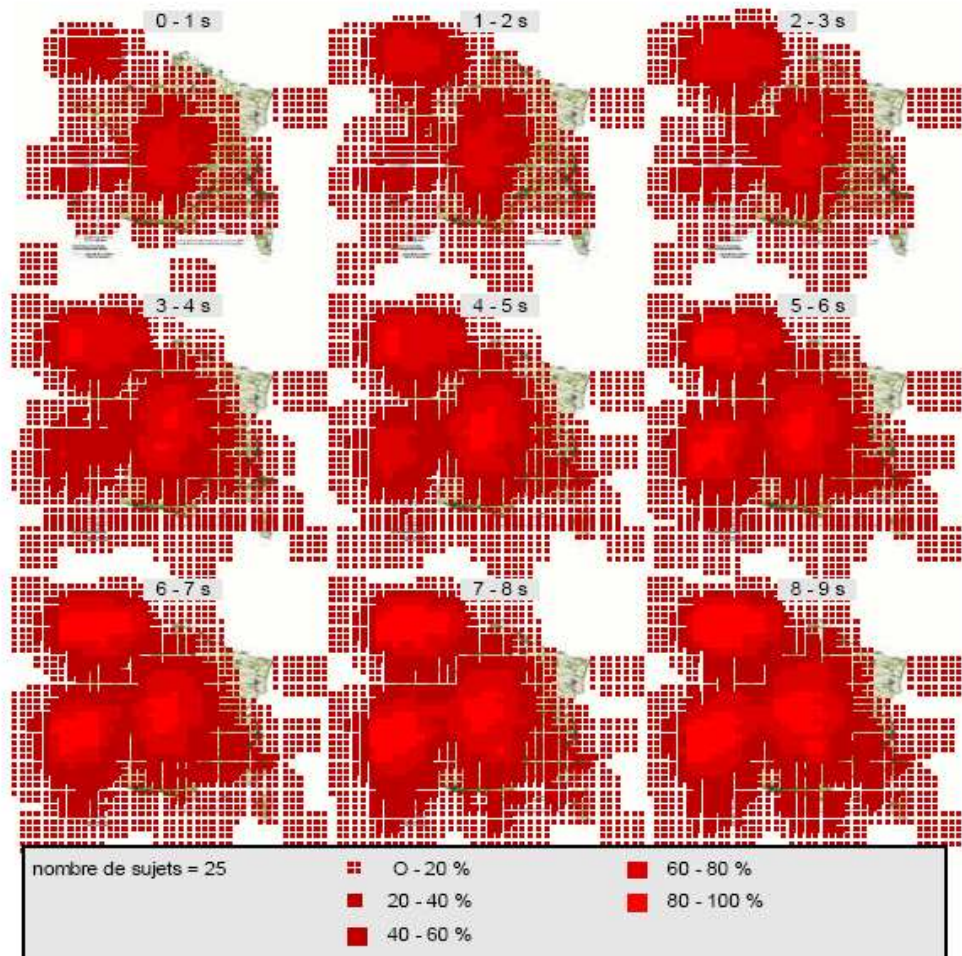 0 - 1 s
1 - 2 s
2 - 3 s
3 - 4 s
4 - 5 s
5 - 6 s
6 - 7 s
7 - 8 s
8 - 9 s
nombre de sujets = 25
O - 20 %
20 - 40 %
40 - 60 %
60 - 80 %
80 - 100 %